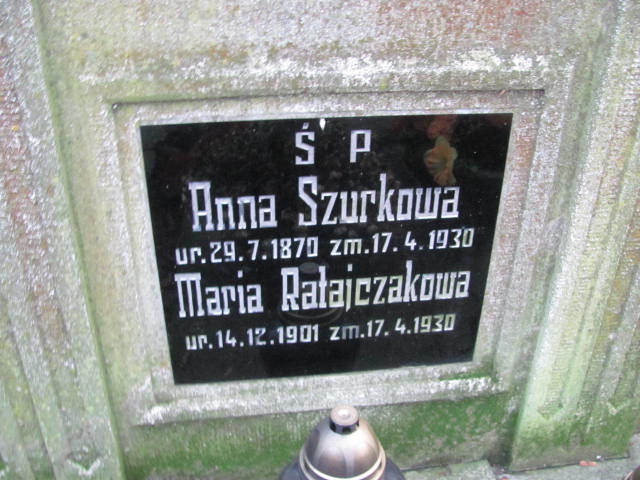 Ś P
Anna Szurkowa
ur. 29. 7. 1870 zm. 17. 4. 1930
Maria Ratajczakowa
ur. 14. 12. 1901 zm. 17. 4. 1930